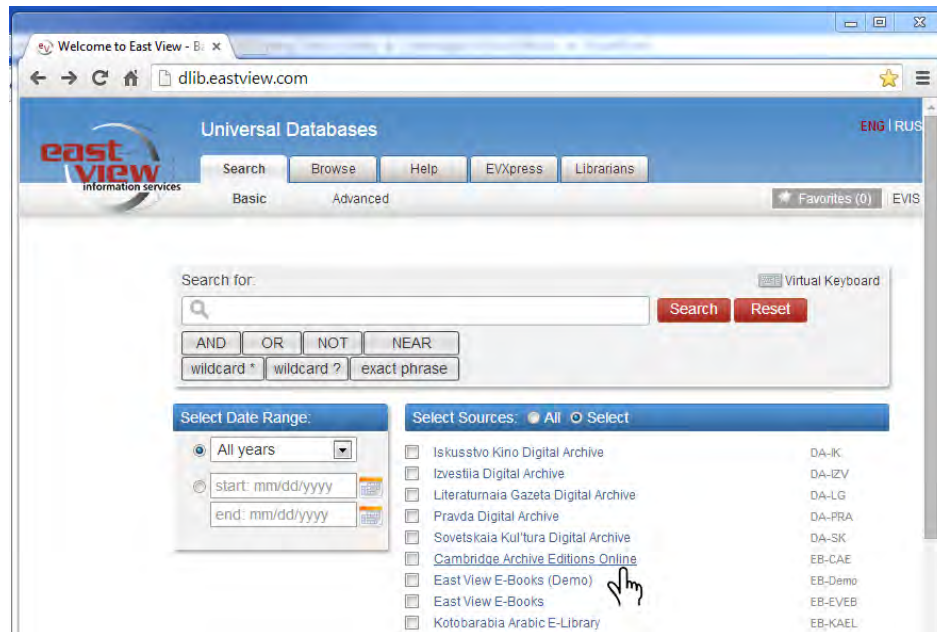 Welcome to East View - B
dlib.eastview.com
Universal Databases
ENG | RUS
east view
information services
Search Browse Help EVXpress Librarians
Basic Advanced
Favorites (0) EVIS
Search for:
Virtual Keyboard
Search Reset
AND OR NOT NEAR
wildcard * wildcard ? exact phrase
Select Date Range: Select Sources: All Select
All years
start: mm/dd/yyyy
end: mm/dd/yyyy
Iskusstvo Kino Digital Archive DA-IK
Izvestiia Digital Archive DA-IZV
Literaturnaia Gazeta Digital Archive DA-LG
Pravda Digital Archive DA-PRA
Sovetskaia Kul'tura Digital Archive DA-SK
Cambridge Archive Editions Online EB-CAE
East View E-Books (Demo) EB-Demo
East View E-Books EB-EVEB
Kotobarabia Arabic E-Library EB-KAEL